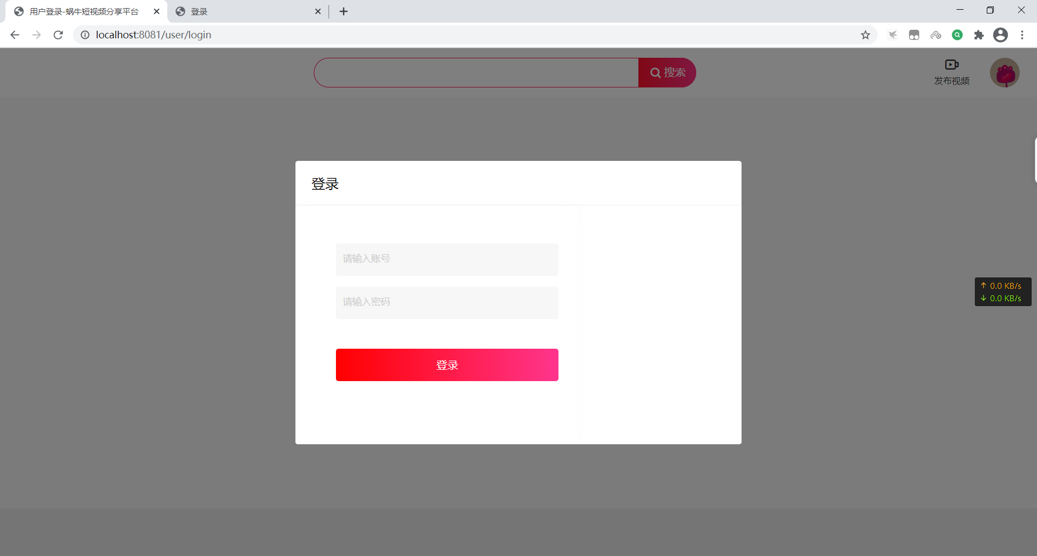 用户登录-蜗牛短视频分享平台
登录
localhost:8081/user/login
搜索
发布视频
登录
请输入账号
请输入密码
登录
↑ 0.0 KB/s
↓ 0.0 KB/s